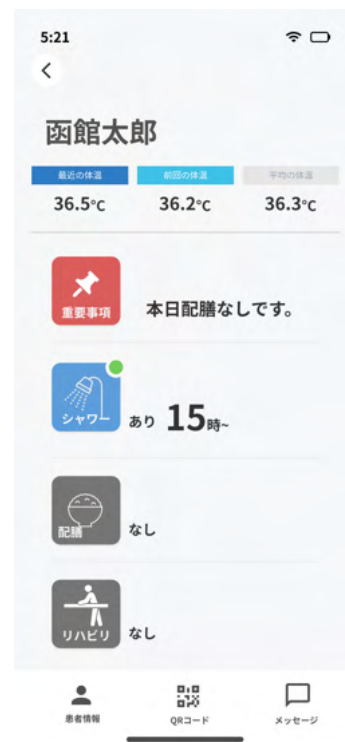 5:21
函館太郎
最近の体温 前回の体温 平均の体温
36.5℃ 36.2℃ 36.3℃
重要事項 本日配膳なしです。
シャワー あり 15時~
配膳 なし
リハビリ なし
患者情報 QRコード メッセージ